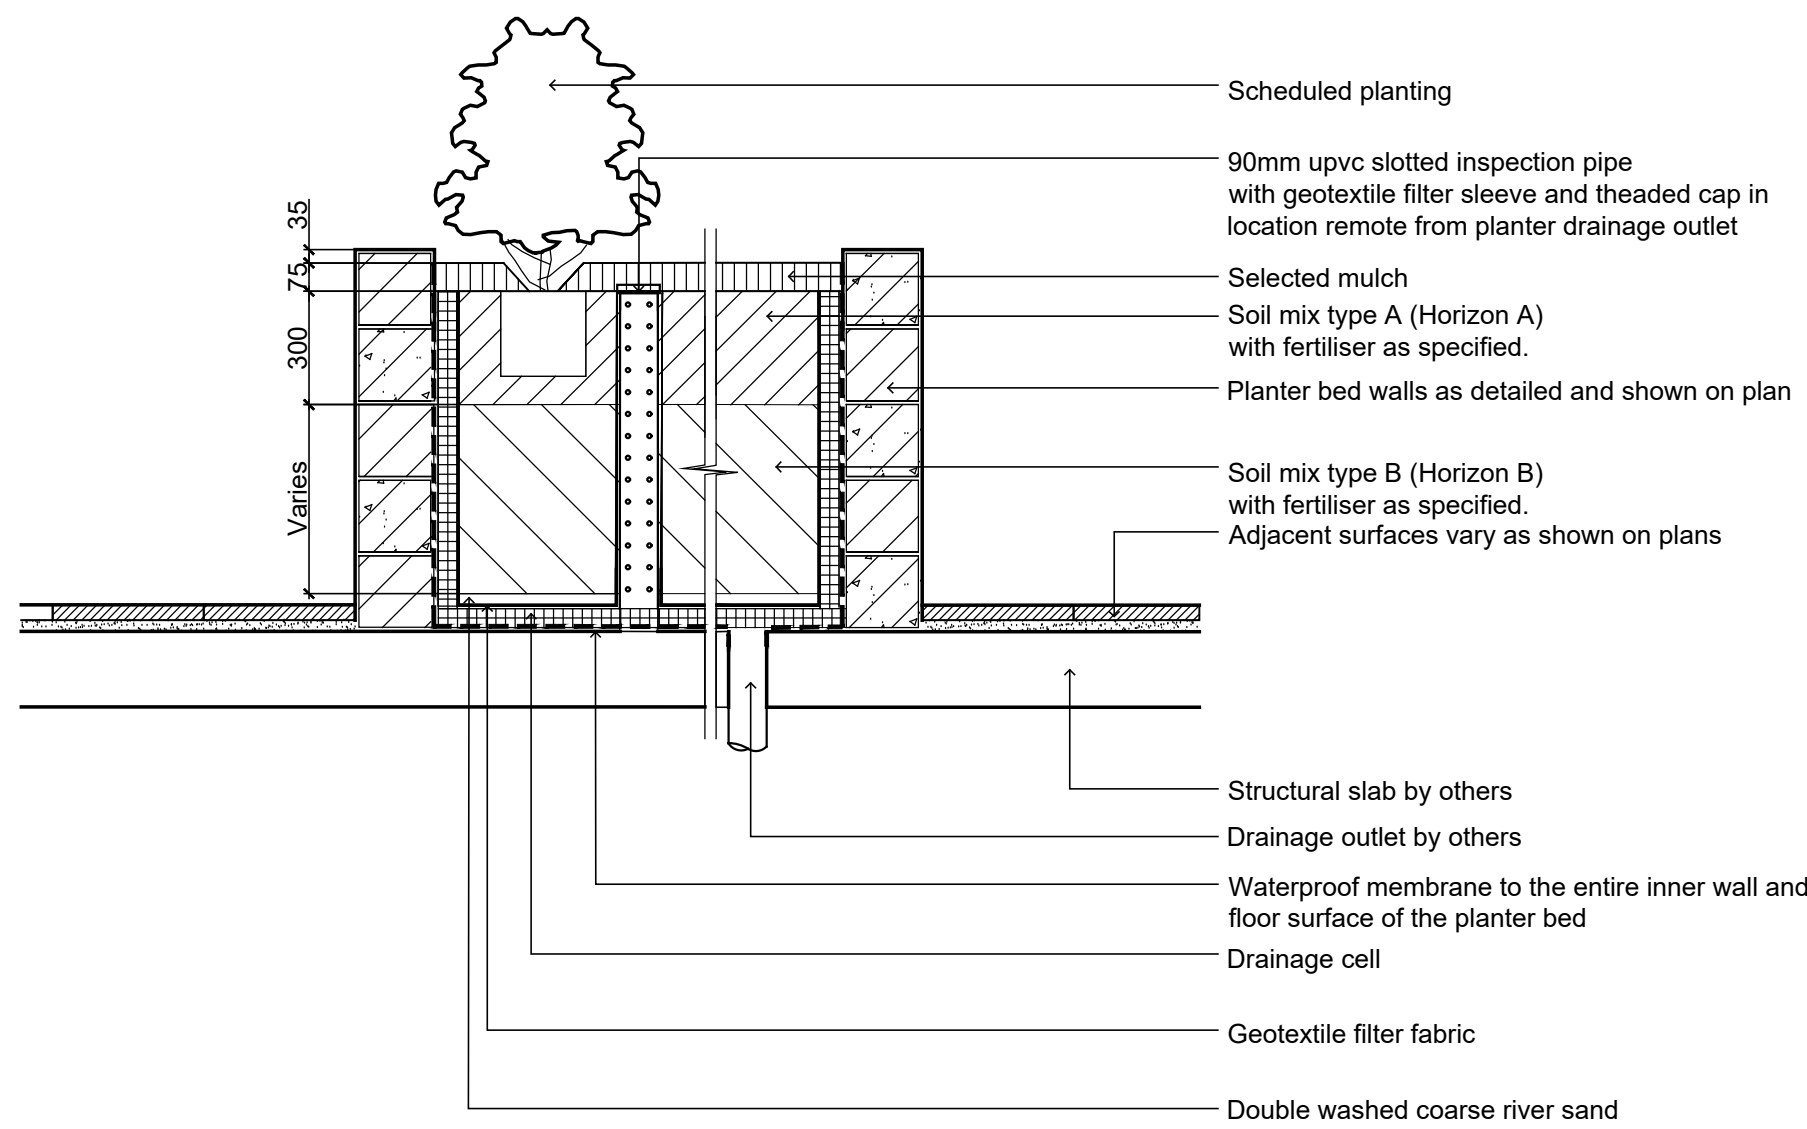 Scheduled planting
90mm upvc slotted inspection pipe
with geotextile filter sleeve and theaded cap in
location remote from planter drainage outlet
Selected mulch
Soil mix type A (Horizon A)
with fertiliser as specified.
Planter bed walls as detailed and shown on plan
Soil mix type B (Horizon B)
with fertiliser as specified.
Adjacent surfaces vary as shown on plans
Structural slab by others
Drainage outlet by others
Waterproof membrane to the entire inner wall and
floor surface of the planter bed
Drainage cell
Geotextile filter fabric
Double washed coarse river sand
35
75
300
Varies